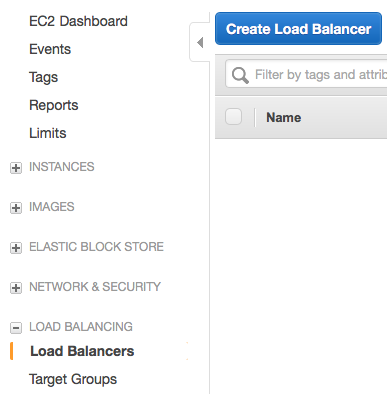 EC2 Dashboard
Events
Tags
Reports
Limits
INSTANCES
IMAGES
ELASTIC BLOCK STORE
NETWORK & SECURITY
LOAD BALANCING
Load Balancers
Target Groups
Create Load Balancer
Filter by tags and attrib
Name